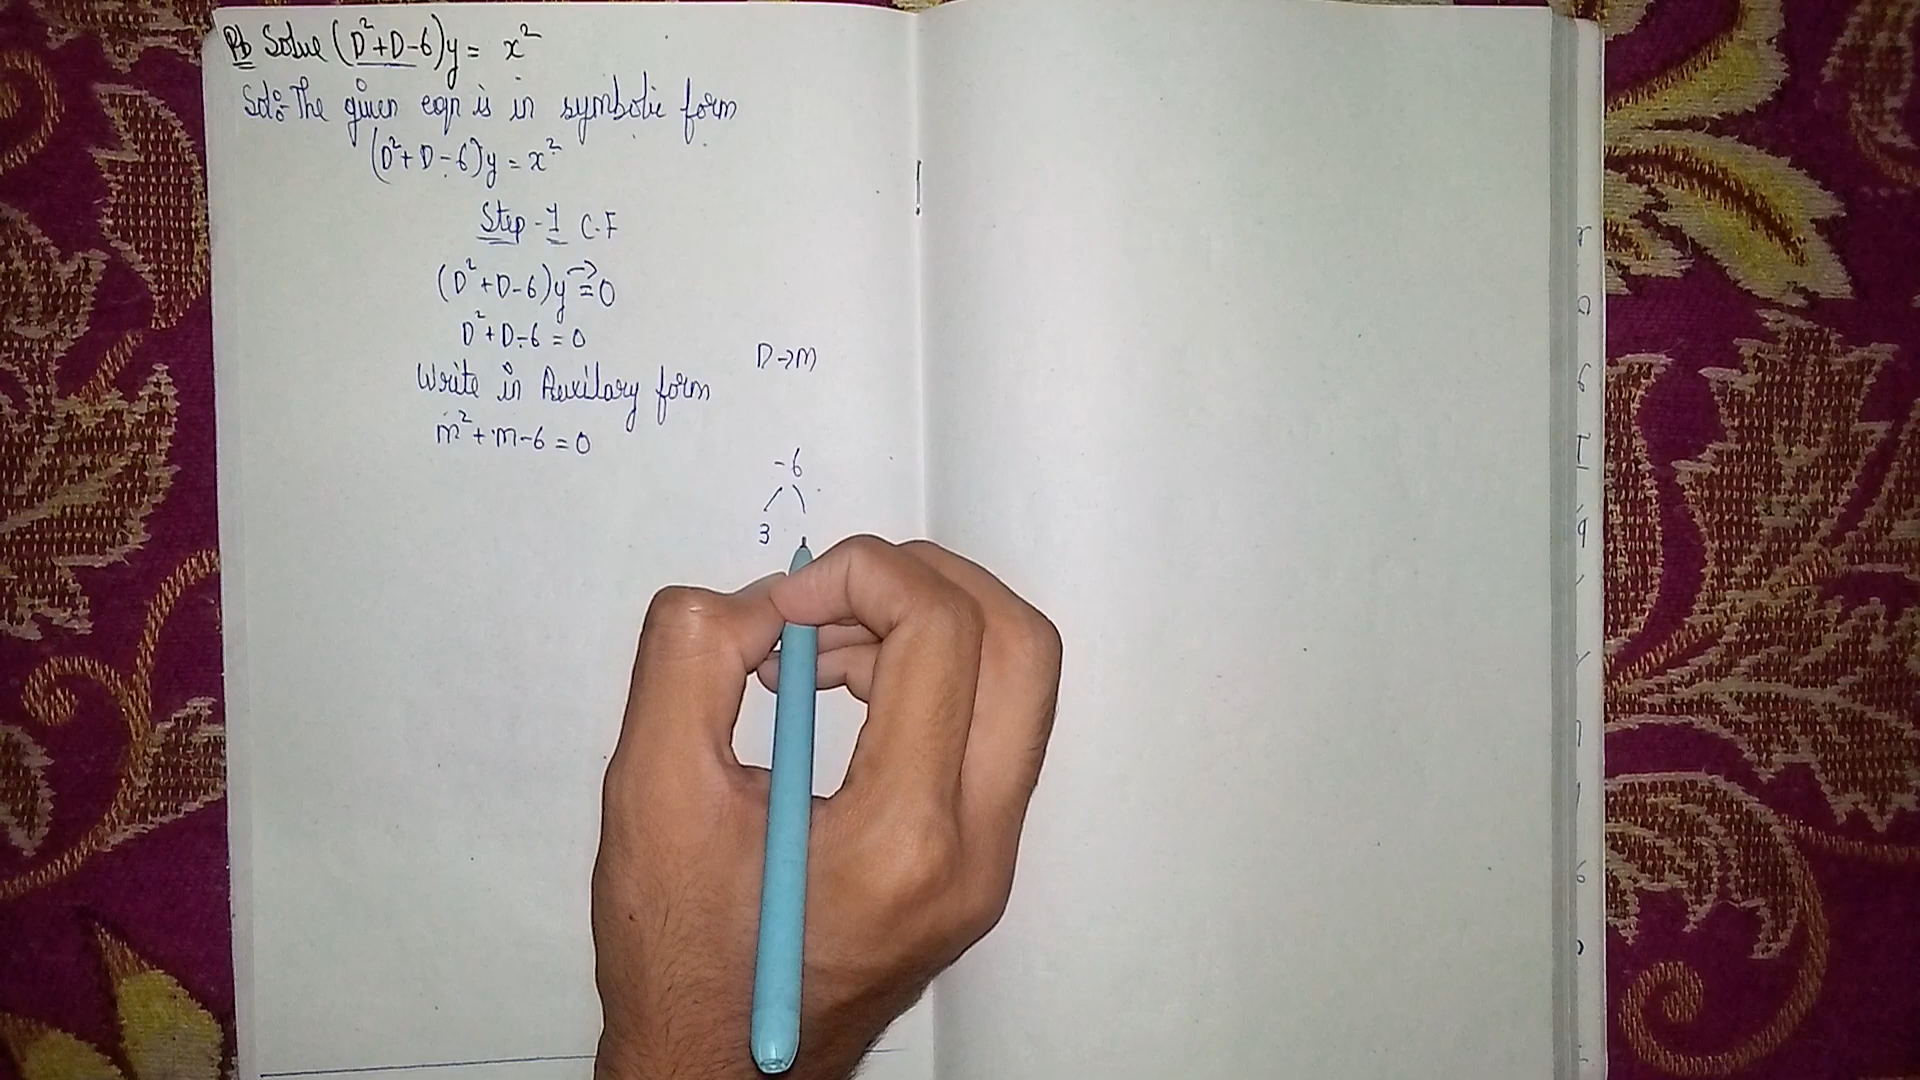 Pb Solve (D²+D-6)y = x²
Sol:- The given eqn is in symbolic form
(D²+D-6)y = x²
Step-1 C.F
(D²+D-6)y = 0
D²+D-6 = 0
D→m
Write in Auxilary form
m²+m-6 = 0
-6
3